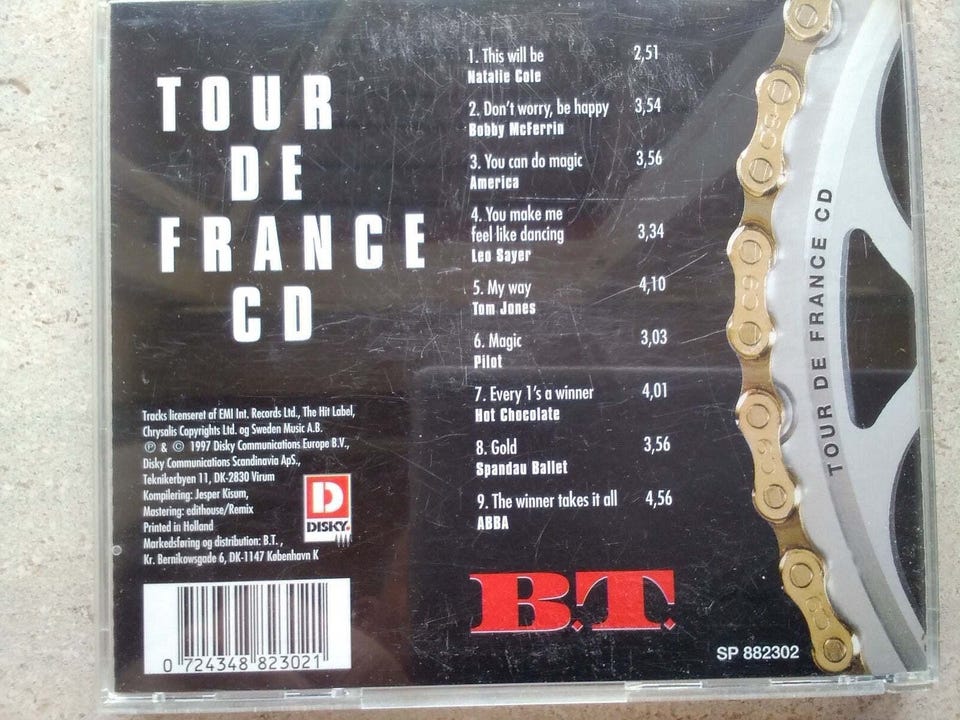 TOUR
DE
FRANCE
CD
1. This will be 2,51
Natalie Cole
2. Don't worry, be happy 3,54
Bobby McFerrin
3. You can do magic 3,56
America
4. You make me
feel like dancing 3,34
Leo Sayer
5. My way 4,10
Tom Jones
6. Magic 3,03
Pilot
7. Every 1's a winner 4,01
Hot Chocolate
8. Gold 3,56
Spandau Ballet
9. The winner takes it all 4,56
ABBA
Tracks licenseret af EMI Int. Records Ltd., The Hit Label,
Chrysalis Copyrights Ltd. og Sweden Music A.B.
℗ & © 1997 Disky Communications Europe B.V.,
Disky Communications Scandinavia ApS.,
Teknikerbyen 11, DK-2830 Virum
Kompilering: Jesper Kisum,
Mastering: edithouse/Remix
Printed in Holland
Markedsføring og distribution: B.T.,
Kr. Bernikowsgade 6, DK-1147 København K
D
DISKY
0 724348 823021
B.T.
SP 882302
TOUR DE FRANCE CD